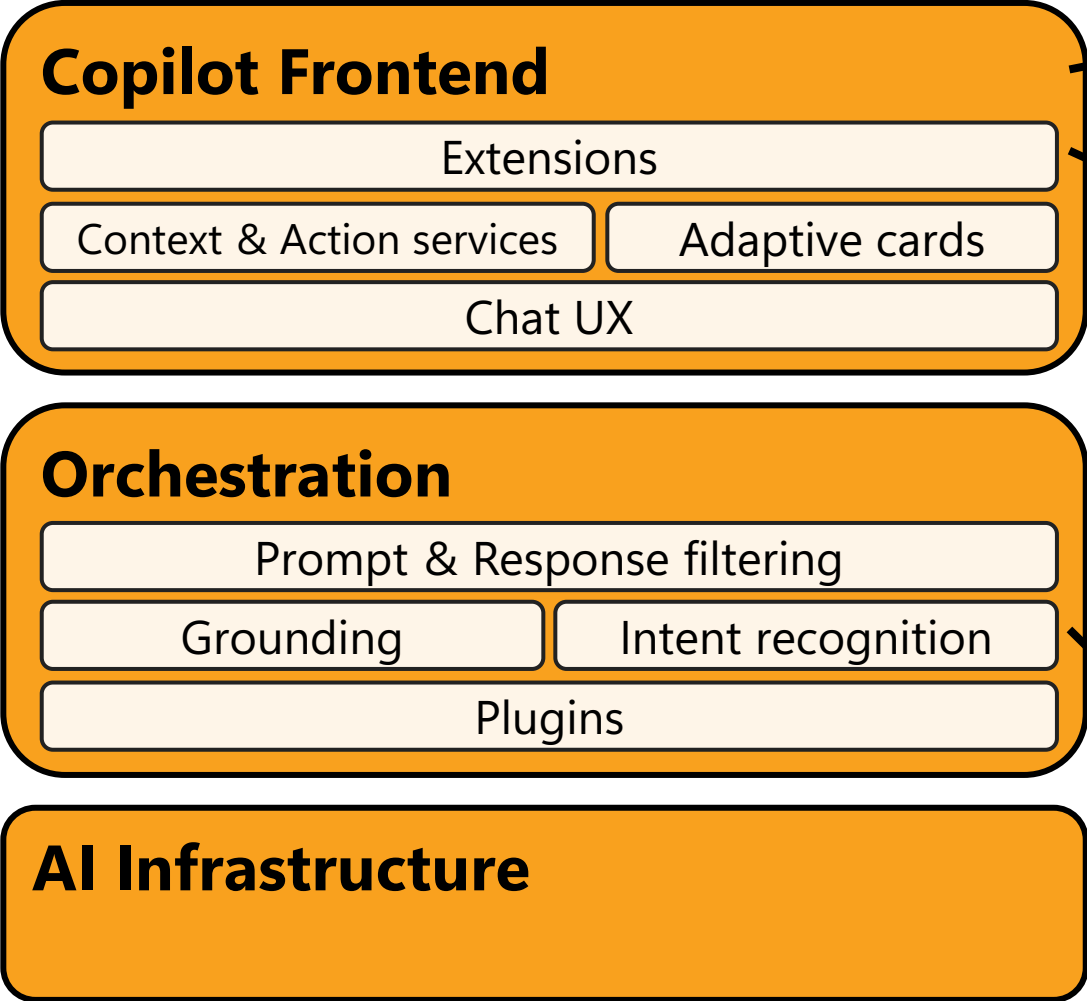 Copilot Frontend
Extensions
Context & Action services
Adaptive cards
Chat UX
Orchestration
Prompt & Response filtering
Grounding
Intent recognition
Plugins
AI Infrastructure